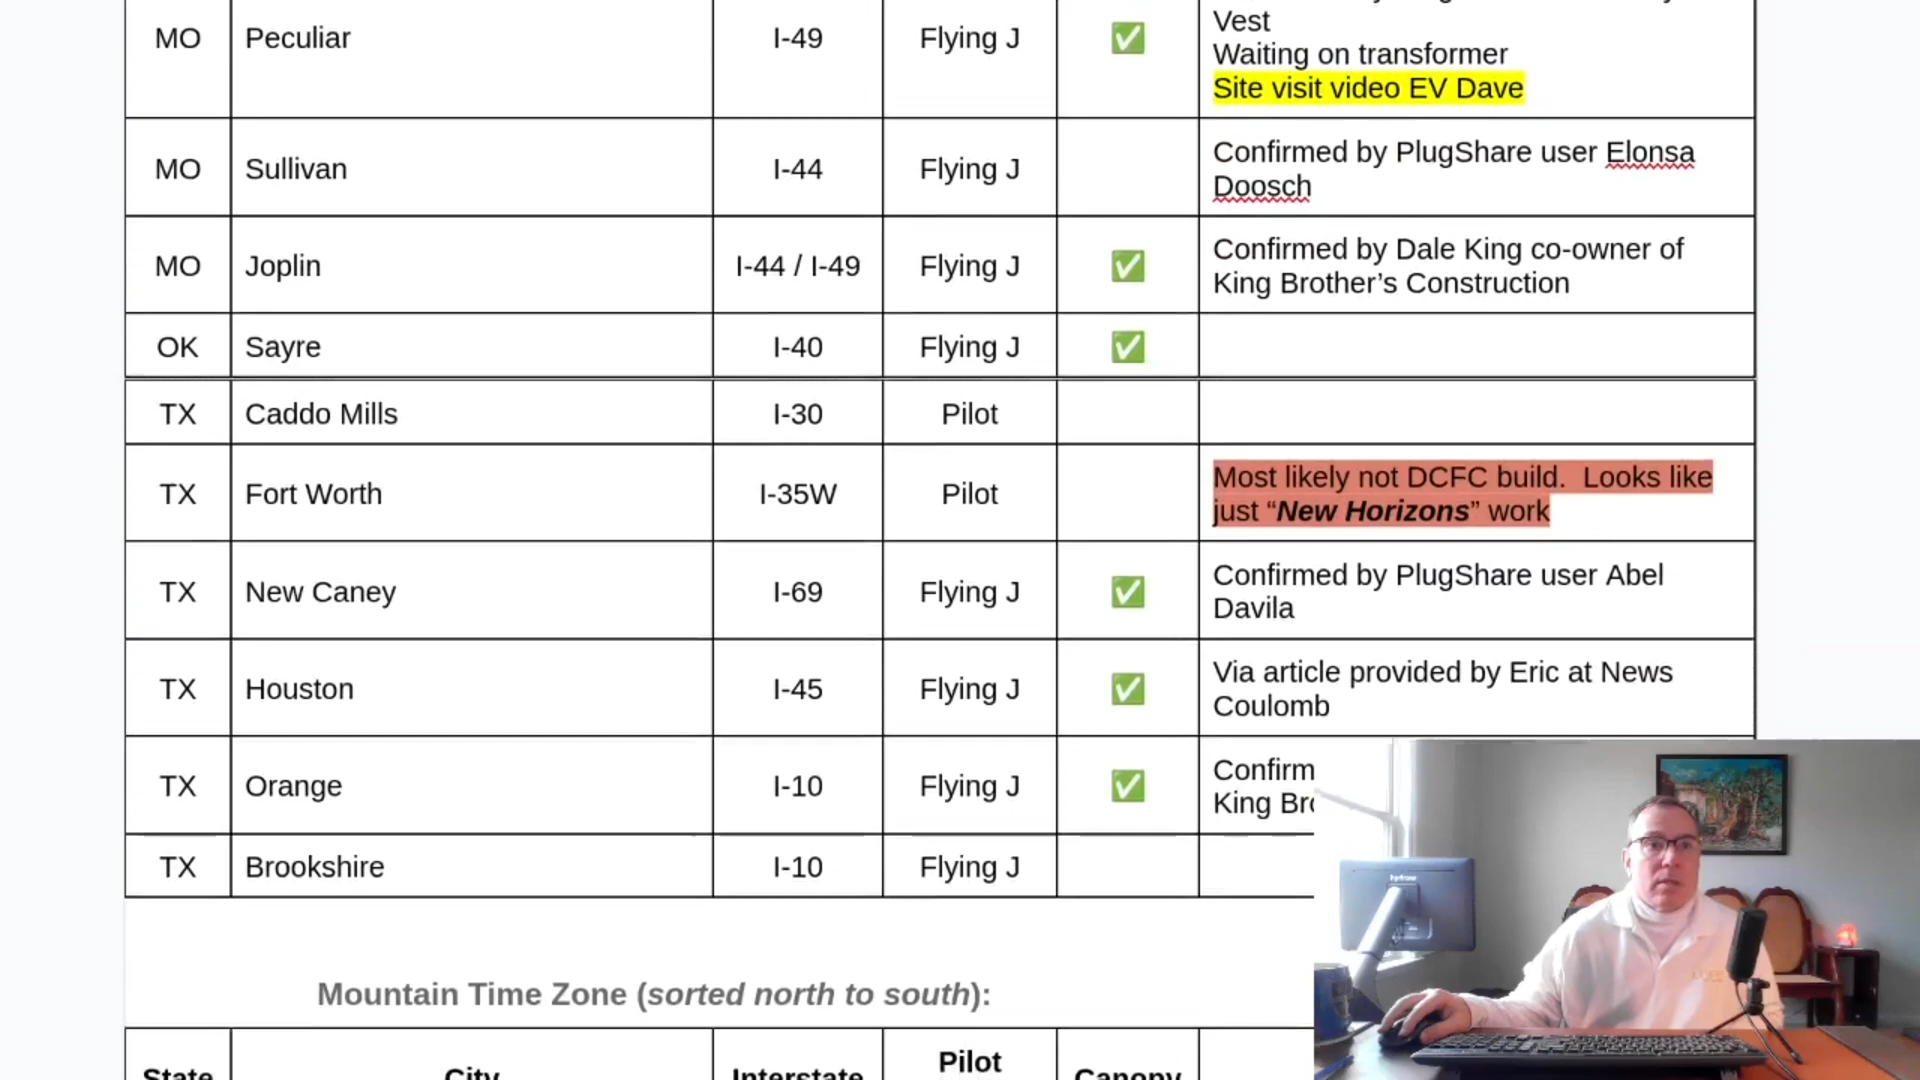 MO Peculiar I-49 Flying J ✅
Vest
Waiting on transformer
Site visit video EV Dave
MO Sullivan I-44 Flying J
Confirmed by PlugShare user Elonsa
Doosch
MO Joplin I-44 / I-49 Flying J ✅
Confirmed by Dale King co-owner of
King Brother’s Construction
OK Sayre I-40 Flying J ✅
TX Caddo Mills I-30 Pilot
TX Fort Worth I-35W Pilot
Most likely not DCFC build.  Looks like
just “New Horizons” work
TX New Caney I-69 Flying J ✅
Confirmed by PlugShare user Abel
Davila
TX Houston I-45 Flying J ✅
Via article provided by Eric at News
Coulomb
TX Orange I-10 Flying J ✅
Confirm
King Bro
TX Brookshire I-10 Flying J
Mountain Time Zone (sorted north to south):
State City Interstate Pilot Canopy